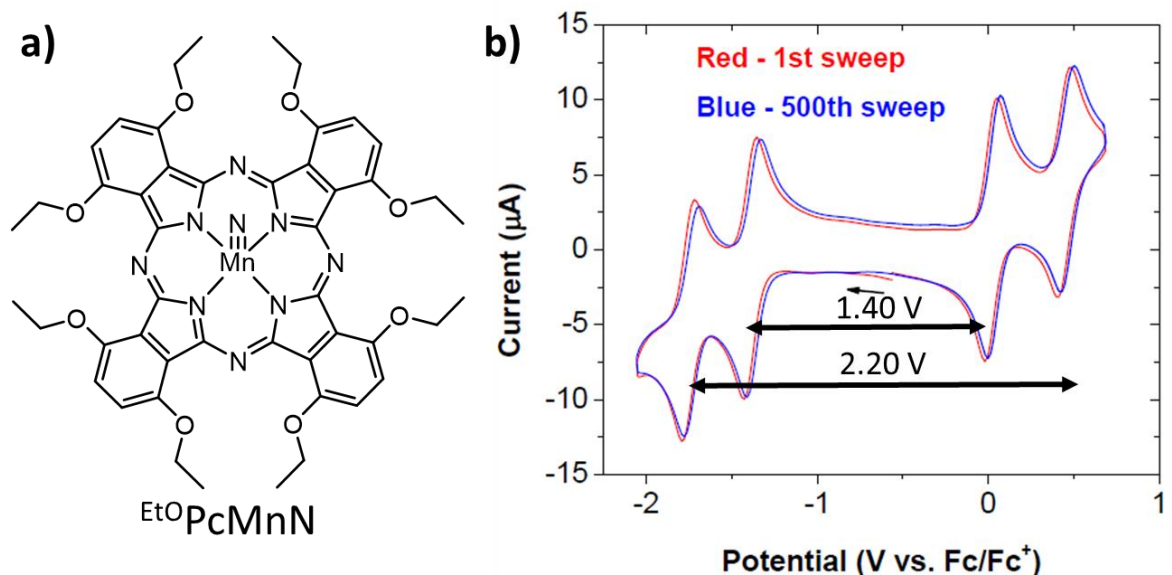 a)
O
O
O
O
N
N
N
N
N
Mn
N
N
N
N
O
O
O
O
EtOPcMnN
b)
Red - 1st sweep
Blue - 500th sweep
1.40 V
2.20 V
15
10
5
0
-5
-10
-15
Current (µA)
-2
-1
0
1
Potential (V vs. Fc/Fc+)